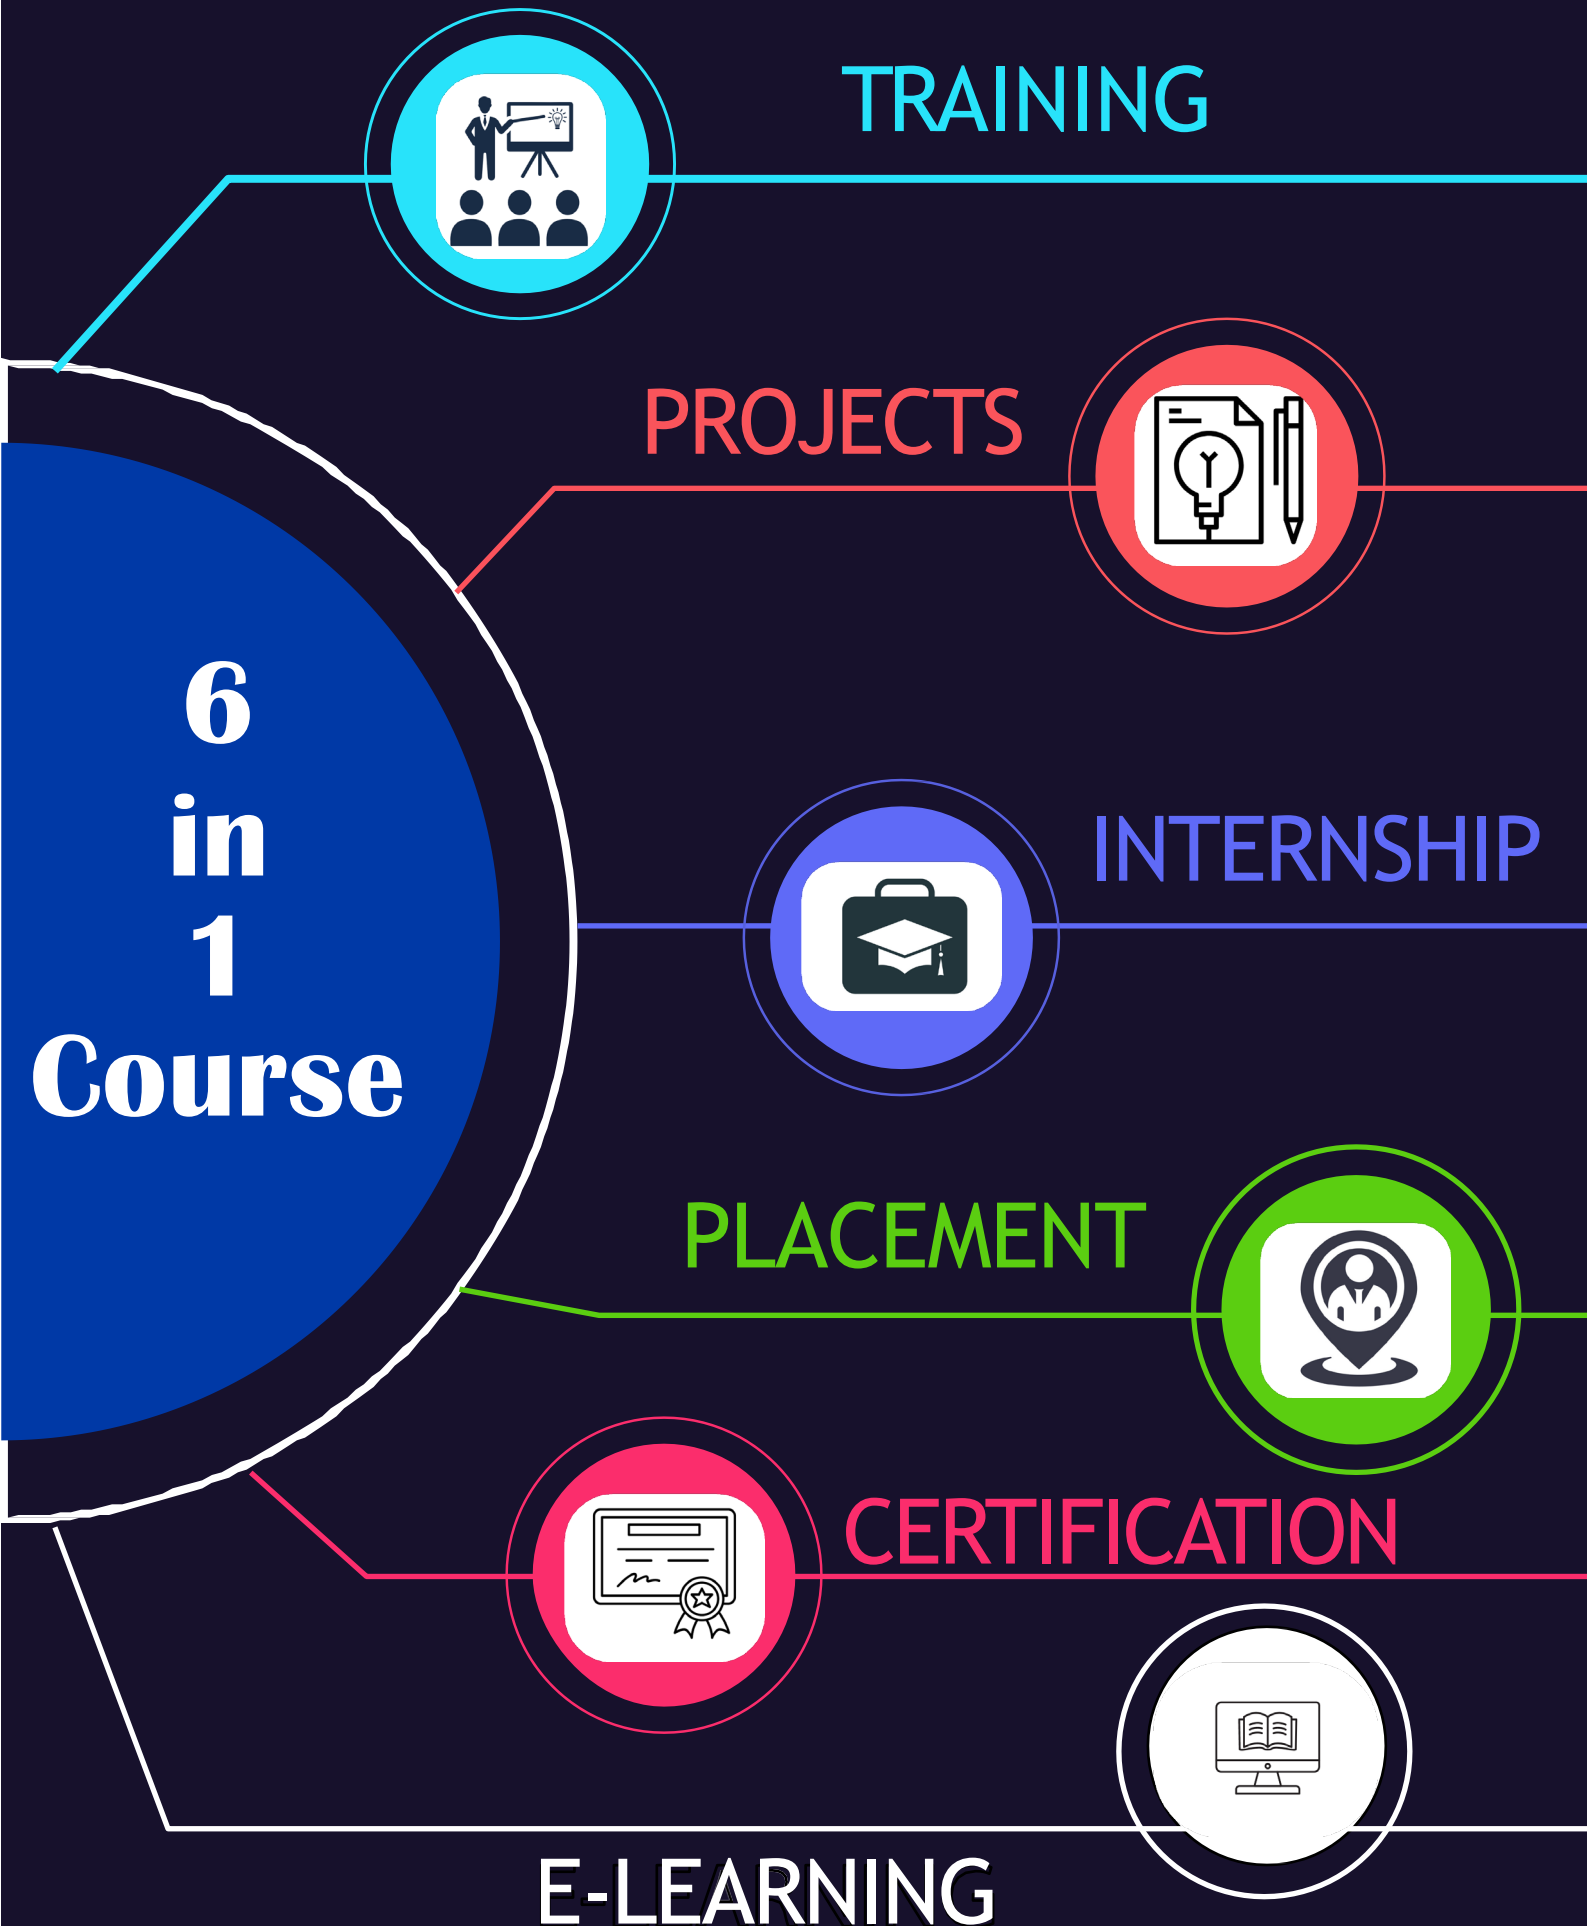 TRAINING
PROJECTS
6
in
1
Course
INTERNSHIP
PLACEMENT
CERTIFICATION
E-LEARNING